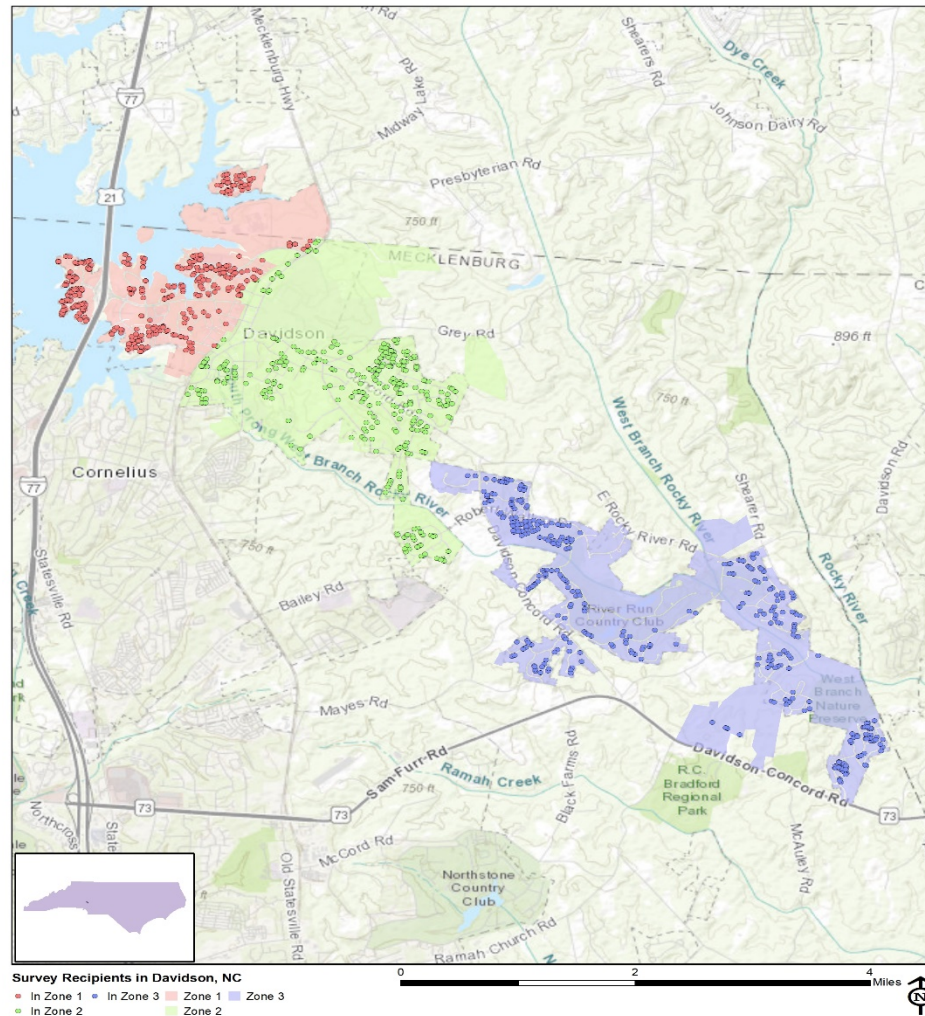 Mecklenburg Hwy
Rd
77
Dye Creek
Shearers Rd
Midway Lake Rd
Johnson Dairy Rd
Presbyterian Rd
21
750 ft
MECKLENBURG
Davidson
Grey Rd
896 ft
750 ft
West Branch Rocky River
Cornelius
77
Davidson Rd
Shearer Rd
E Rocky River Rd
750 ft
Statesville Rd
Creek
Bailey Rd
Davidson-Concord Rd
Rocky River
River Run
Country Club
West
Branch
Nature
Preserve
Mayes Rd
Sam-Furr-Rd
Davidson-Concord-Rd
Ramah Creek
750 ft
Black Farms Rd
R.C.
Bradford
Regional
Park
73
73
73
Northcross
State
McCord Rd
McAuley Rd
Old Statesville Rd
Northstone
Country
Club
Ramah Church Rd
Survey Recipients in Davidson, NC
In Zone 1 In Zone 3 Zone 1 Zone 3
In Zone 2 Zone 2
0 2 4
Miles
N